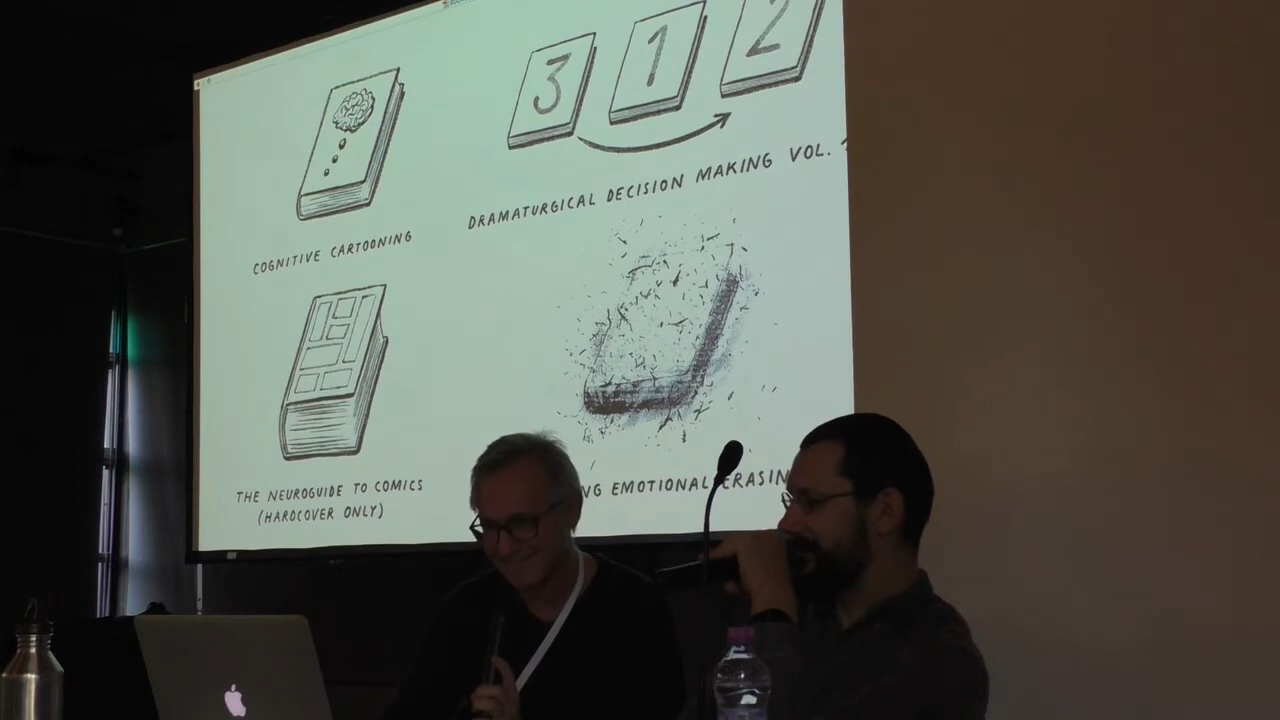 3 1 2
DRAMATURGICAL DECISION MAKING VOL.
COGNITIVE CARTOONING
THE NEUROGUIDE TO COMICS
(HARDCOVER ONLY)
EMOTIONAL